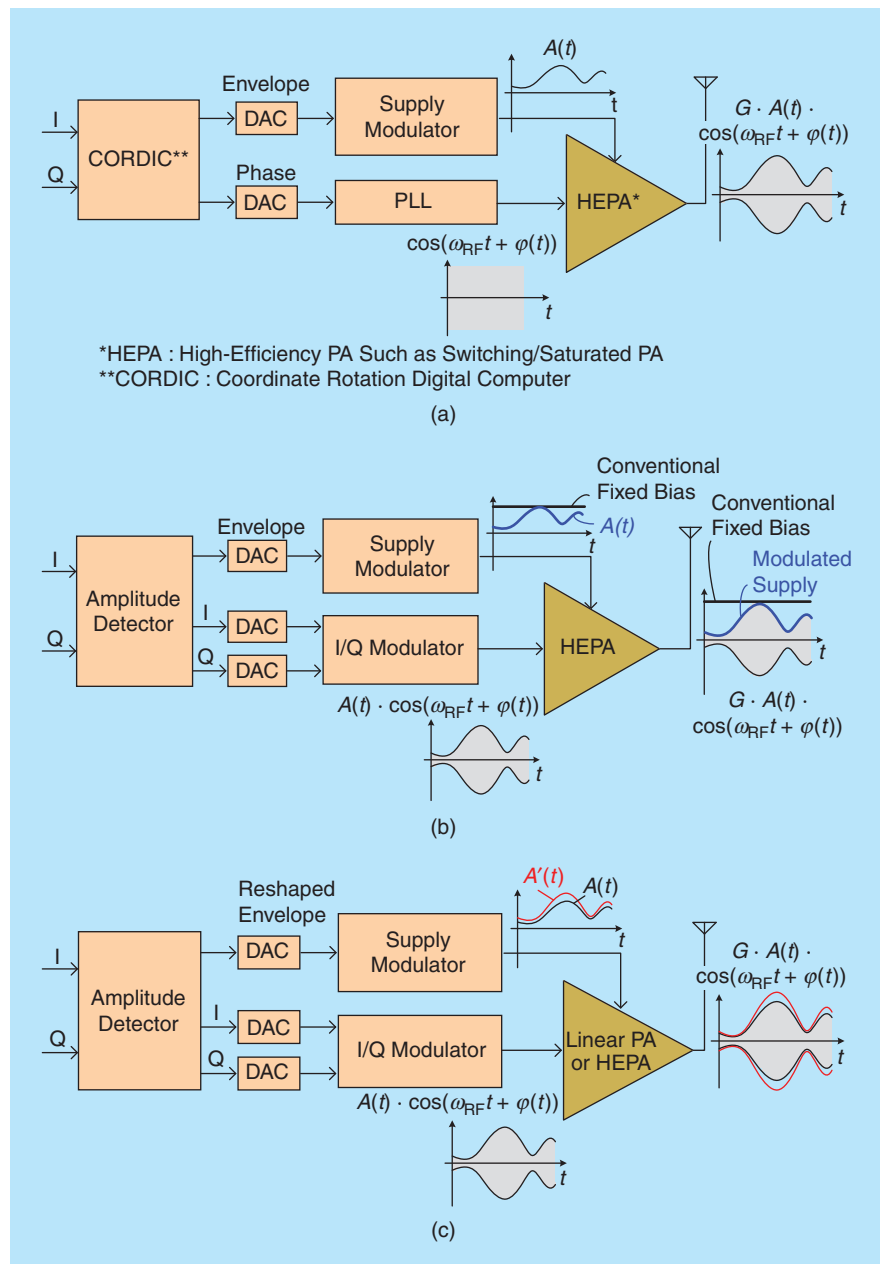 A(t)
t
Envelope
DAC
Supply
Modulator
I
Q
CORDIC**
Phase
DAC
PLL
HEPA*
G · A(t) ·
cos(ωRFt + φ(t))
t
cos(ωRFt + φ(t))
t
*HEPA : High-Efficiency PA Such as Switching/Saturated PA
**CORDIC : Coordinate Rotation Digital Computer
(a)
Conventional
Fixed Bias
A(t)
t
Conventional
Fixed Bias
Modulated
Supply
t
Envelope
DAC
Supply
Modulator
I
Q
Amplitude
Detector
I
DAC
Q
DAC
I/Q Modulator
HEPA
G · A(t) ·
cos(ωRFt + φ(t))
A(t) · cos(ωRFt + φ(t))
t
(b)
A'(t)
A(t)
t
Reshaped
Envelope
DAC
Supply
Modulator
I
Q
Amplitude
Detector
I
DAC
Q
DAC
I/Q Modulator
Linear PA
or HEPA
G · A(t) ·
cos(ωRFt + φ(t))
t
A(t) · cos(ωRFt + φ(t))
t
(c)